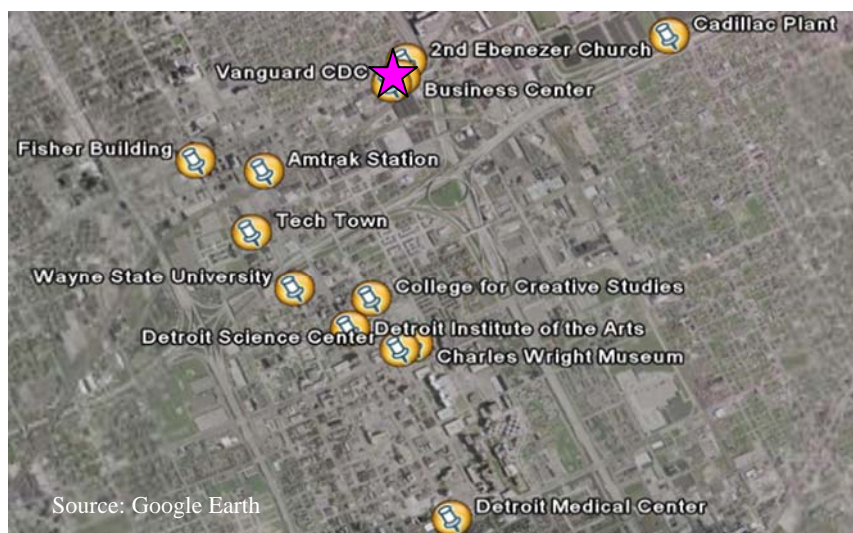 Cadillac Plant
2nd Ebenezer Church
Vanguard CDC
Business Center
Fisher Building
Amtrak Station
Tech Town
Wayne State University
College for Creative Studies
Detroit Institute of the Arts
Detroit Science Center
Charles Wright Museum
Detroit Medical Center
Source: Google Earth